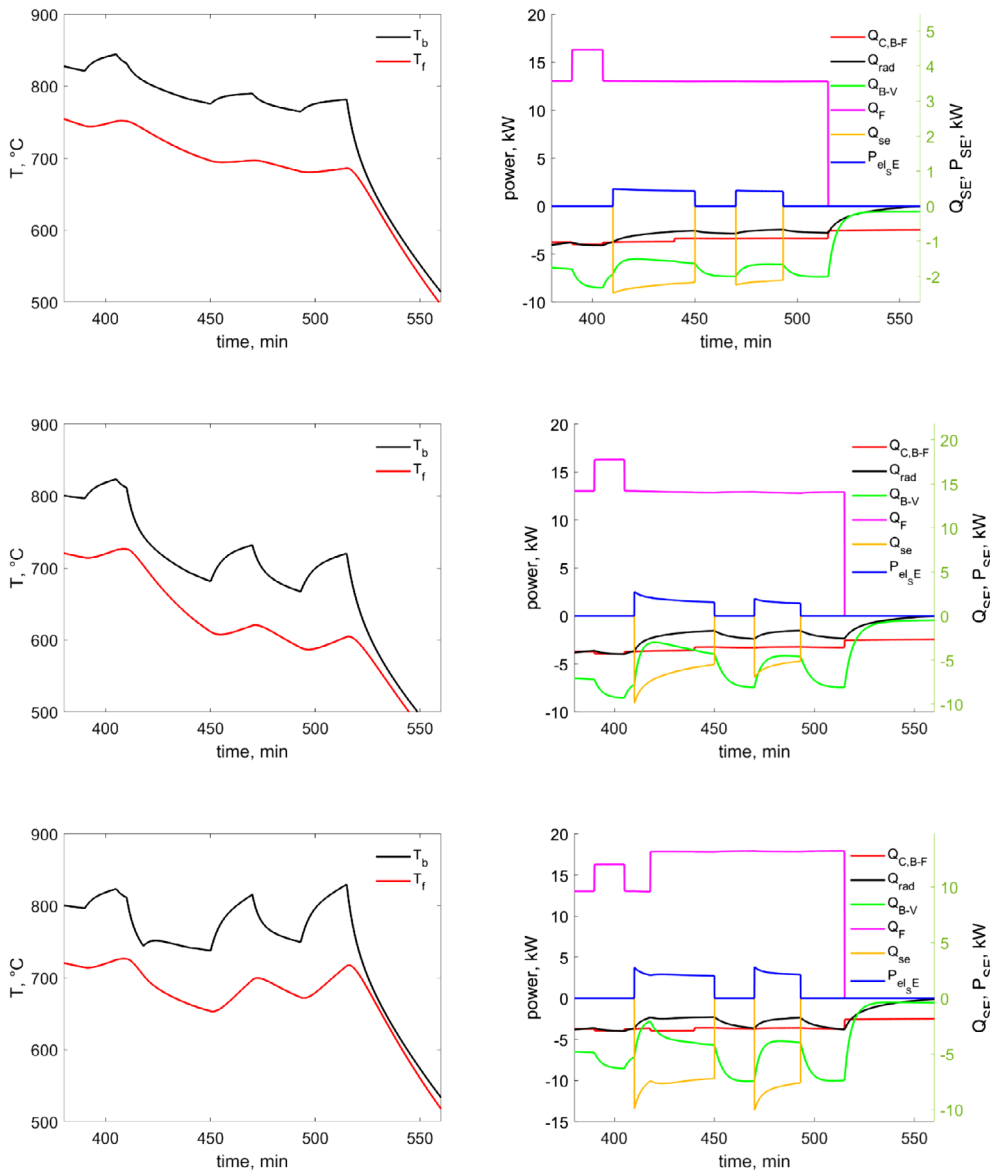 900
800
700
600
500
T, °C
400
450
500
550
time, min
T_b
T_f
20
15
10
5
0
-5
-10
power, kW
400
450
500
550
time, min
Q_C,B-F
Q_rad
Q_B-V
Q_F
Q_se
P_el_SE
5
4
3
2
1
0
-1
-2
Q_SE, P_SE, kW
900
800
700
600
500
T, °C
400
450
500
550
time, min
T_b
T_f
20
15
10
5
0
-5
-10
power, kW
400
450
500
550
time, min
Q_C,B-F
Q_rad
Q_B-V
Q_F
Q_se
P_el_SE
20
15
10
5
0
-5
-10
Q_SE, P_SE, kW
900
800
700
600
500
T, °C
400
450
500
550
time, min
T_b
T_f
20
15
10
5
0
-5
-10
-15
power, kW
400
450
500
550
time, min
Q_C,B-F
Q_rad
Q_B-V
Q_F
Q_se
P_el_SE
10
5
0
-5
-10
Q_SE, P_SE, kW